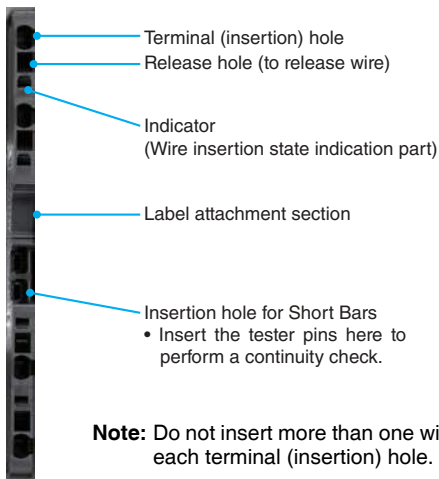 Terminal (insertion) hole
Release hole (to release wire)
Indicator
(Wire insertion state indication part)
Label attachment section
Insertion hole for Short Bars
• Insert the tester pins here to
perform a continuity check.
Note: Do not insert more than one
each terminal (insertion) hole.